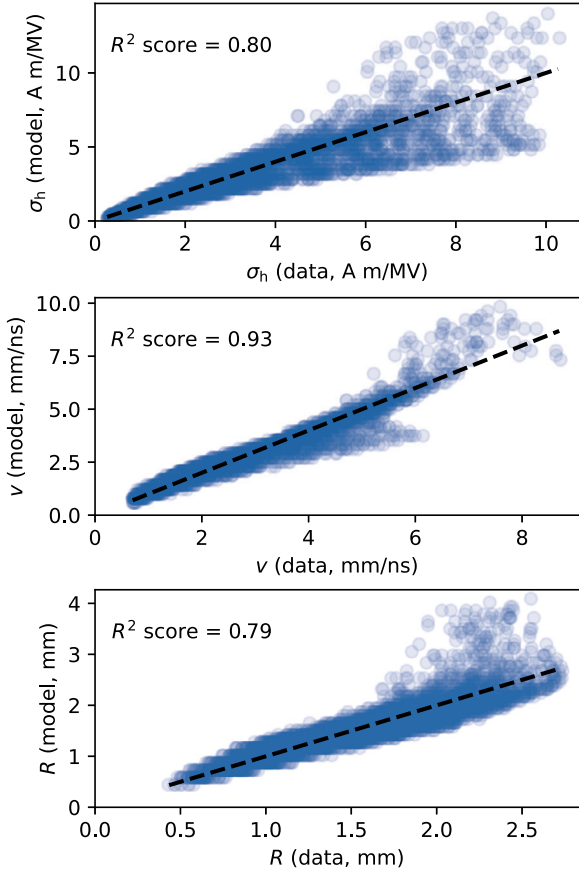 R² score = 0.80
10
5
0
σh (model, A m/MV)
0 2 4 6 8 10
σh (data, A m/MV)
R² score = 0.93
10.0
7.5
5.0
2.5
0.0
v (model, mm/ns)
0 2 4 6 8
v (data, mm/ns)
R² score = 0.79
4
3
2
1
0
R (model, mm)
0.0 0.5 1.0 1.5 2.0 2.5
R (data, mm)